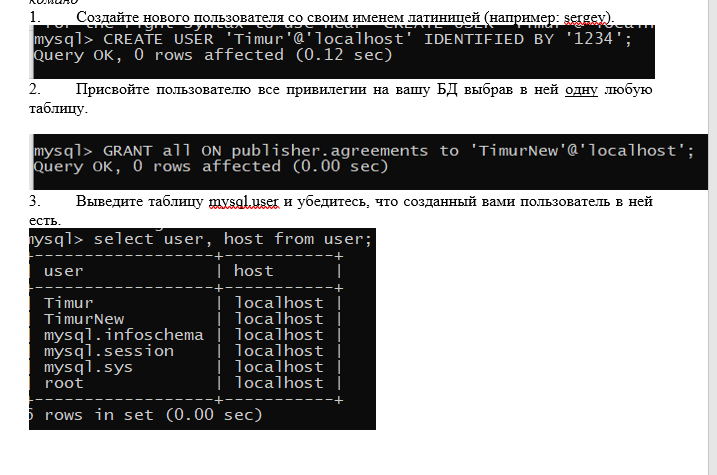 команд
1. Создайте нового пользователя со своим именем латиницей (например: sergey).
mysql> CREATE USER 'Timur'@'localhost' IDENTIFIED BY '1234';
Query OK, 0 rows affected (0.12 sec)
2. Присвойте пользователю все привилегии на вашу БД выбрав в ней одну любую
таблицу.
mysql> GRANT all ON publisher.agreements to 'TimurNew'@'localhost';
Query OK, 0 rows affected (0.00 sec)
3. Выведите таблицу mysql.user и убедитесь, что созданный вами пользователь в ней
есть.
mysql> select user, host from user;
+------------------+-----------+
| user | host |
+------------------+-----------+
| Timur | localhost |
| TimurNew | localhost |
| mysql.infoschema | localhost |
| mysql.session | localhost |
| mysql.sys | localhost |
| root | localhost |
+------------------+-----------+
6 rows in set (0.00 sec)